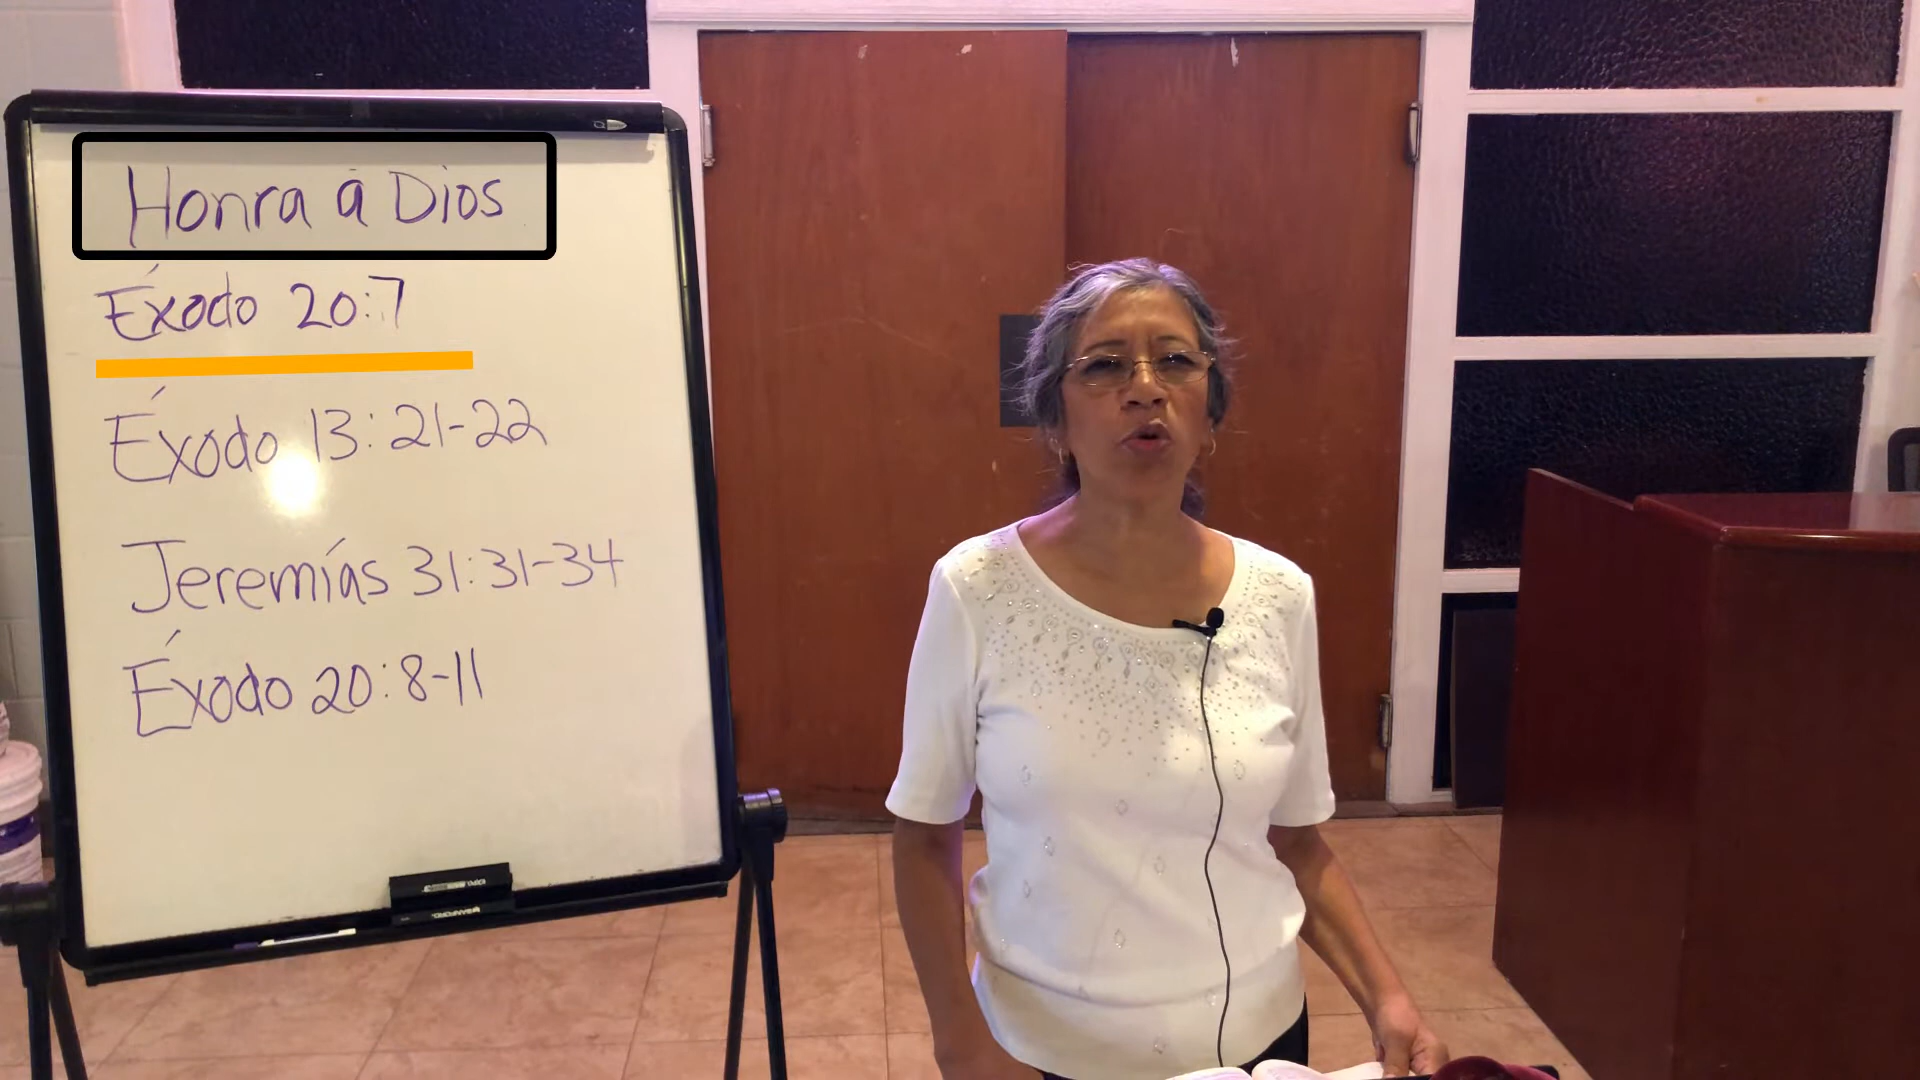 Honra a Dios
Éxodo 20:7
Éxodo 13:21-22
Jeremías 31:31-34
Éxodo 20:8-11